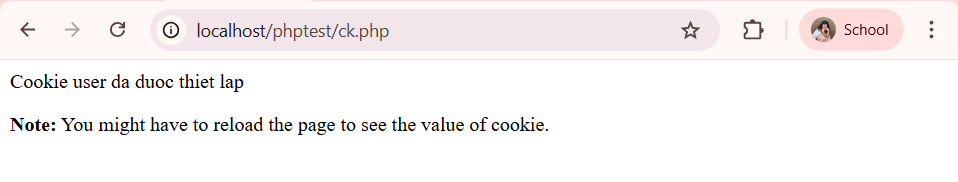 localhost/phptest/ck.php
School
Cookie user da duoc thiet lap
Note: You might have to reload the page to see the value of cookie.